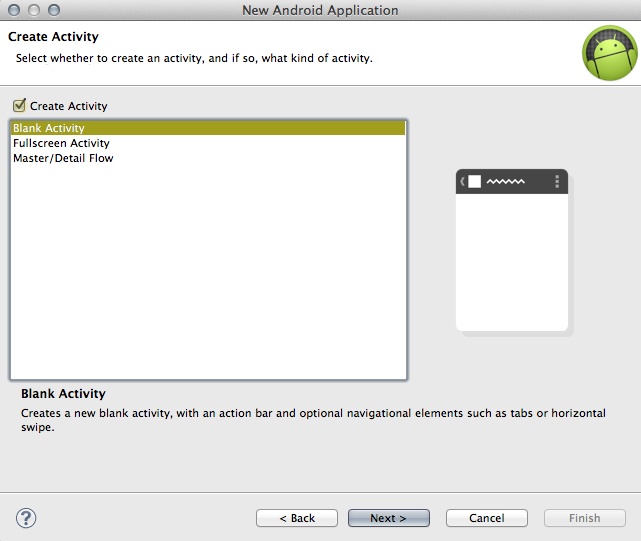 New Android Application
Create Activity
Select whether to create an activity, and if so, what kind of activity.
Create Activity
Blank Activity
Fullscreen Activity
Master/Detail Flow
Blank Activity
Creates a new blank activity, with an action bar and optional navigational elements such as tabs or horizontal
swipe.
?
< Back
Next >
Cancel
Finish